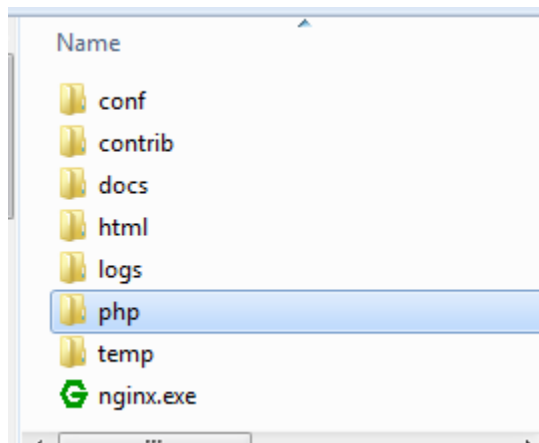 Name
conf
contrib
docs
html
logs
php
temp
nginx.exe